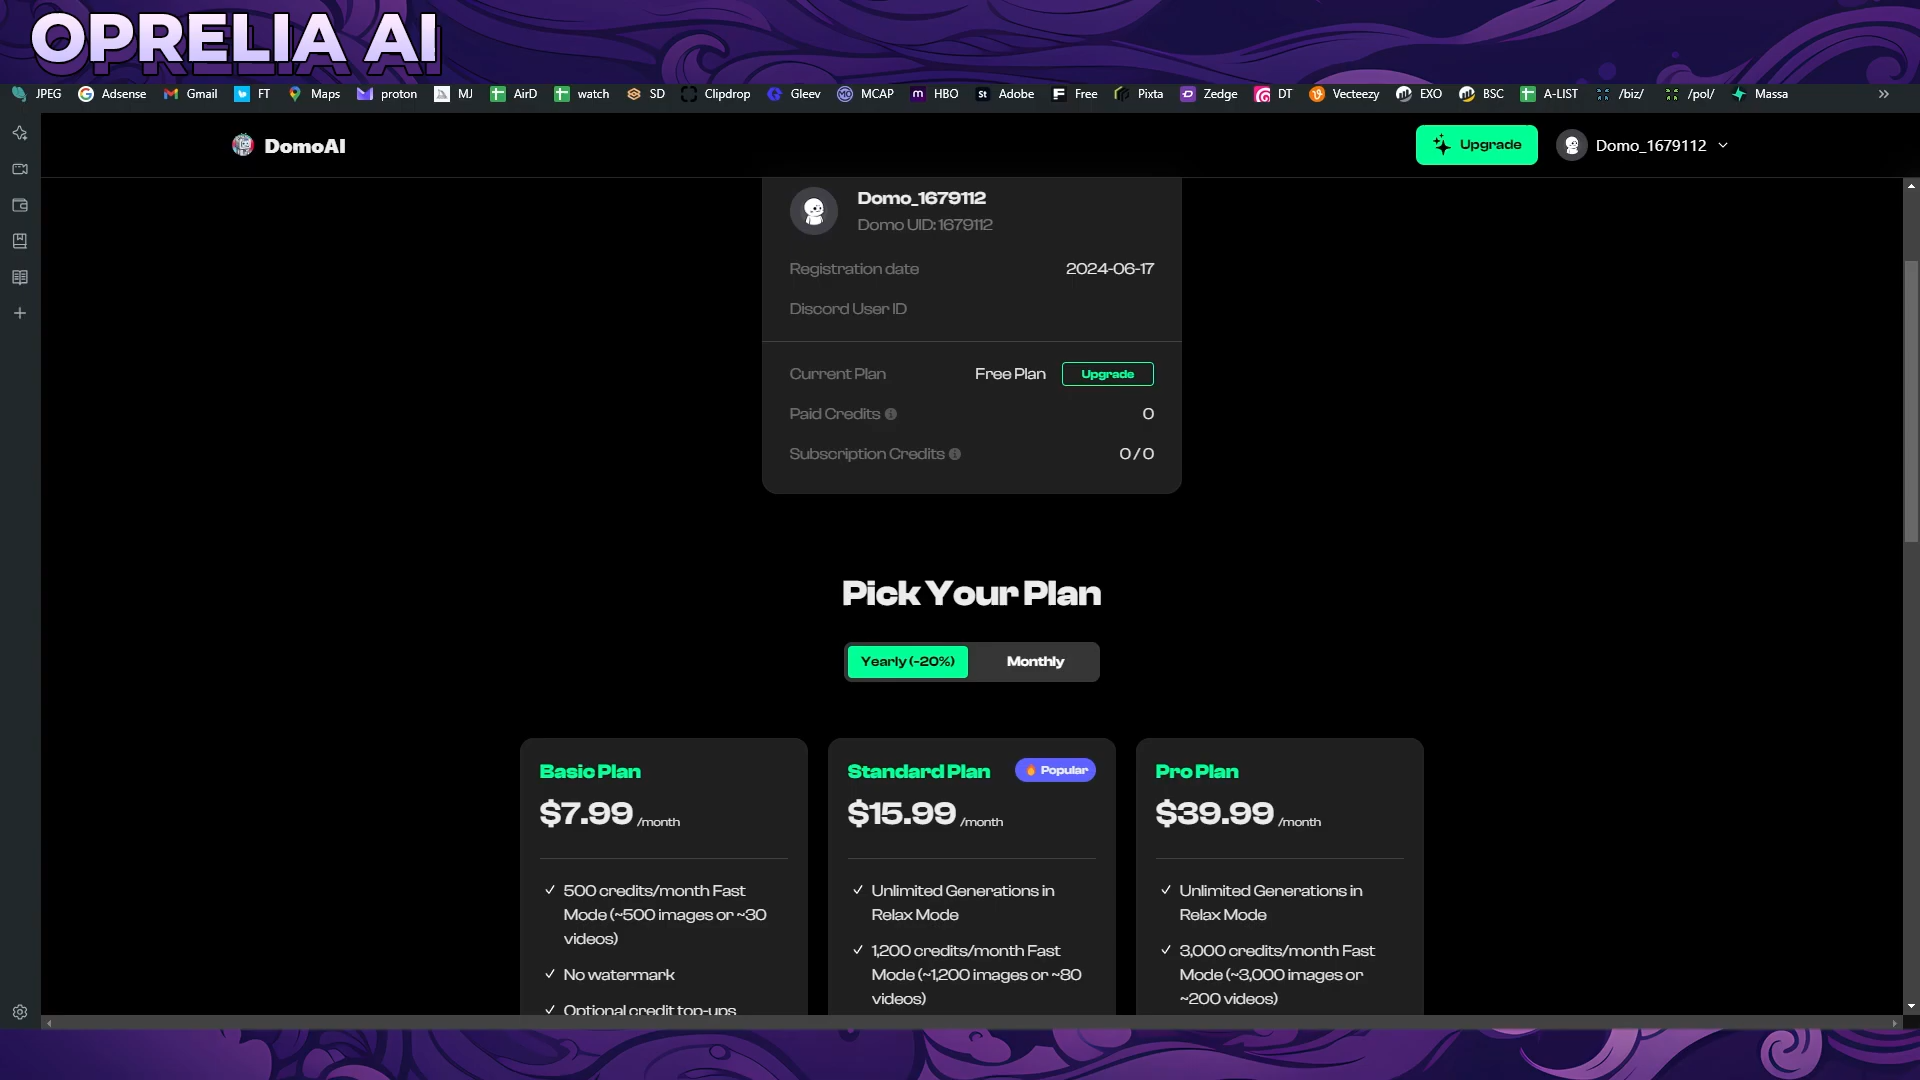 OPRELIA AI
JPEG Adsense Gmail FT Maps proton MJ AirD watch SD Clipdrop Gleev MCAP HBO Adobe Free Pixta Zedge DT Vecteezy EXO BSC A-LIST /biz/ /pol/ Massa
DomoAI
Upgrade
Domo_1679112
Domo_1679112
Domo UID: 1679112
Registration date 2024-06-17
Discord User ID
Current Plan Free Plan Upgrade
Paid Credits 0
Subscription Credits 0 / 0
Pick Your Plan
Yearly (-20%) Monthly
Basic Plan
$7.99 /month
500 credits/month Fast
Mode (~500 images or ~30
videos)
No watermark
Optional credit top-ups
Standard Plan
Popular
$15.99 /month
Unlimited Generations in
Relax Mode
1,200 credits/month Fast
Mode (~1,200 images or ~80
videos)
Pro Plan
$39.99 /month
Unlimited Generations in
Relax Mode
3,000 credits/month Fast
Mode (~3,000 images or
~200 videos)